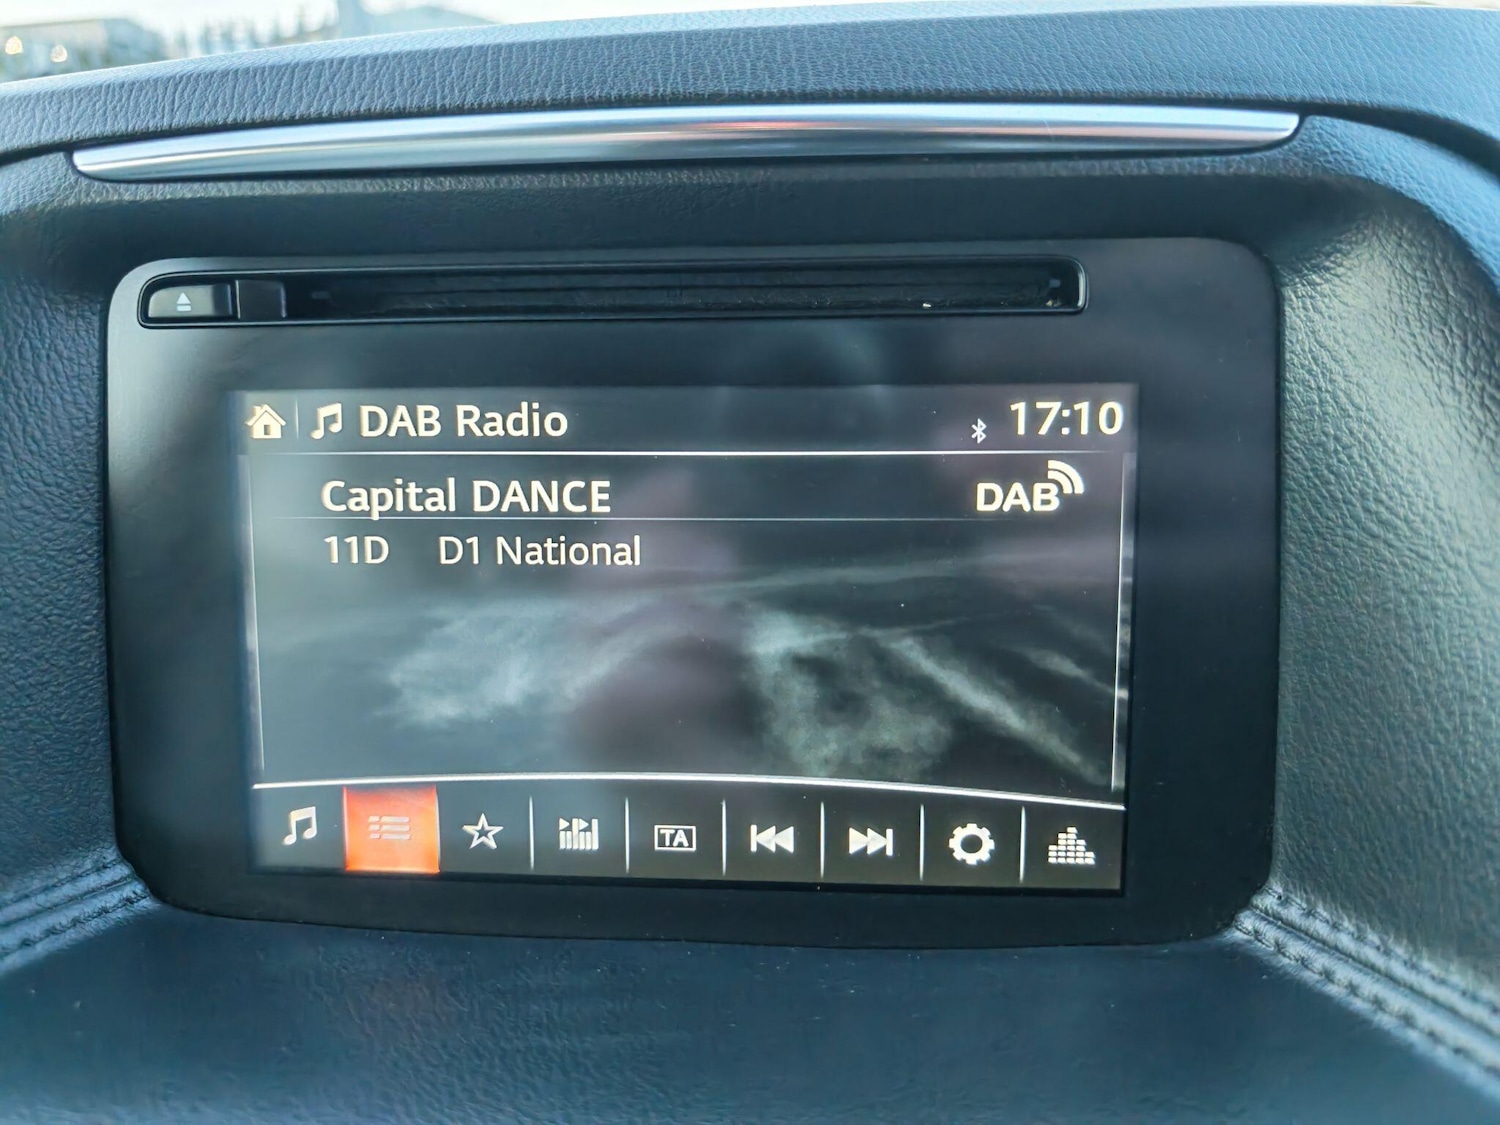 DAB Radio 17:10
Capital DANCE DAB
11D D1 National
TA